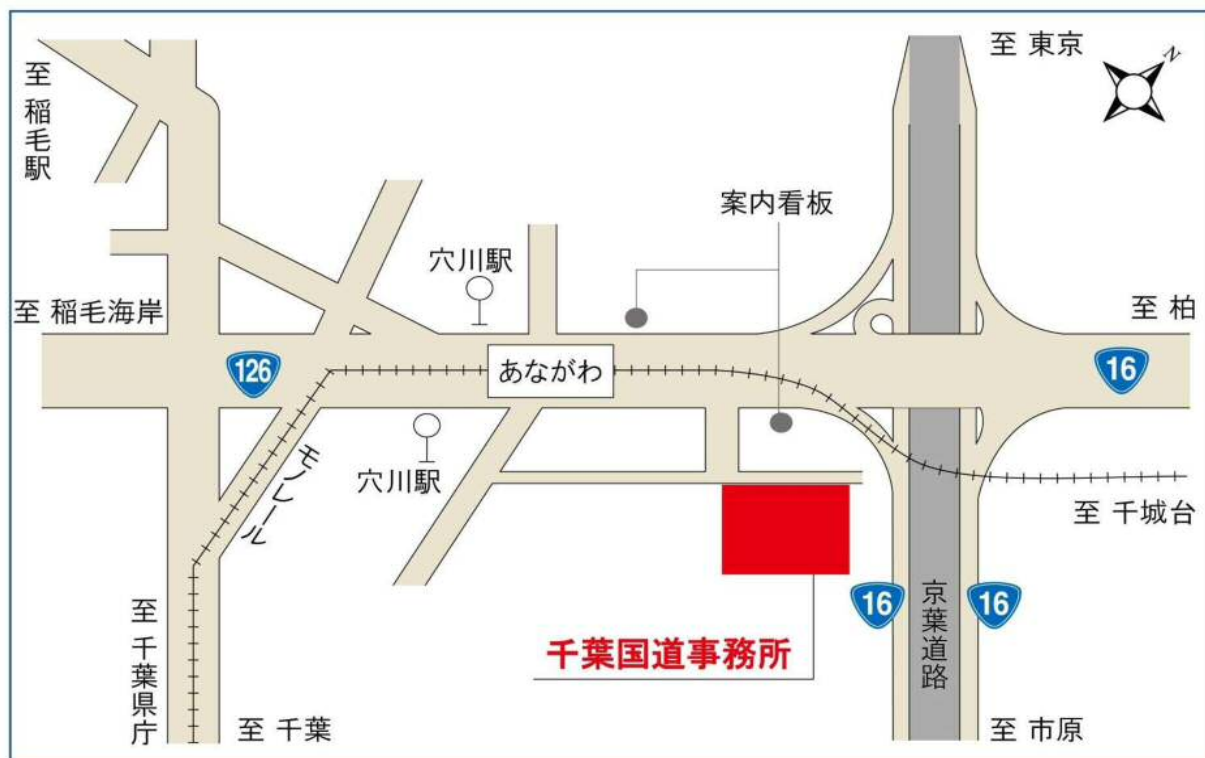 至 東京
N
至 稲毛駅
案内看板
穴川駅
至 稲毛海岸
至 柏
126
あながわ
16
穴川駅
モノレール
至 千城台
16
京葉道路
16
至 千葉県庁
千葉国道事務所
至 千葉
至 市原